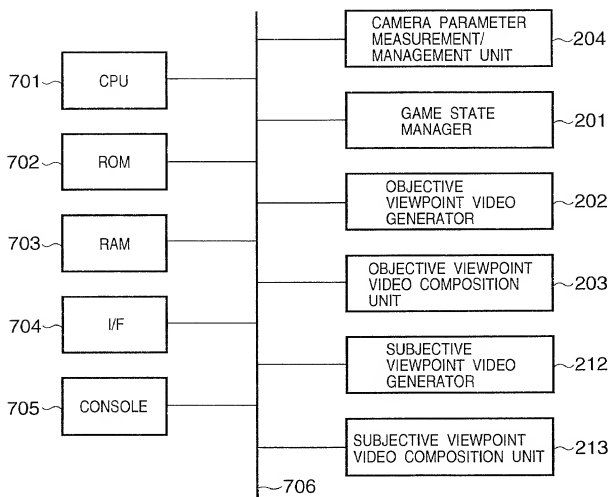 701
CPU
702
ROM
703
RAM
704
I/F
705
CONSOLE
CAMERA PARAMETER
MEASUREMENT/
MANAGEMENT UNIT
204
GAME STATE
MANAGER
201
OBJECTIVE
VIEWPOINT VIDEO
GENERATOR
202
OBJECTIVE VIEWPOINT
VIDEO COMPOSITION
UNIT
203
SUBJECTIVE
VIEWPOINT VIDEO
GENERATOR
212
SUBJECTIVE VIEWPOINT
VIDEO COMPOSITION UNIT
213
706